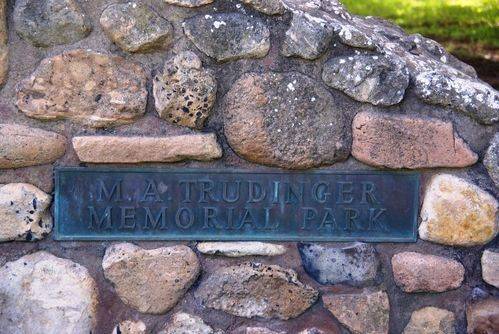 M. A. TRUDINGER
MEMORIAL PARK